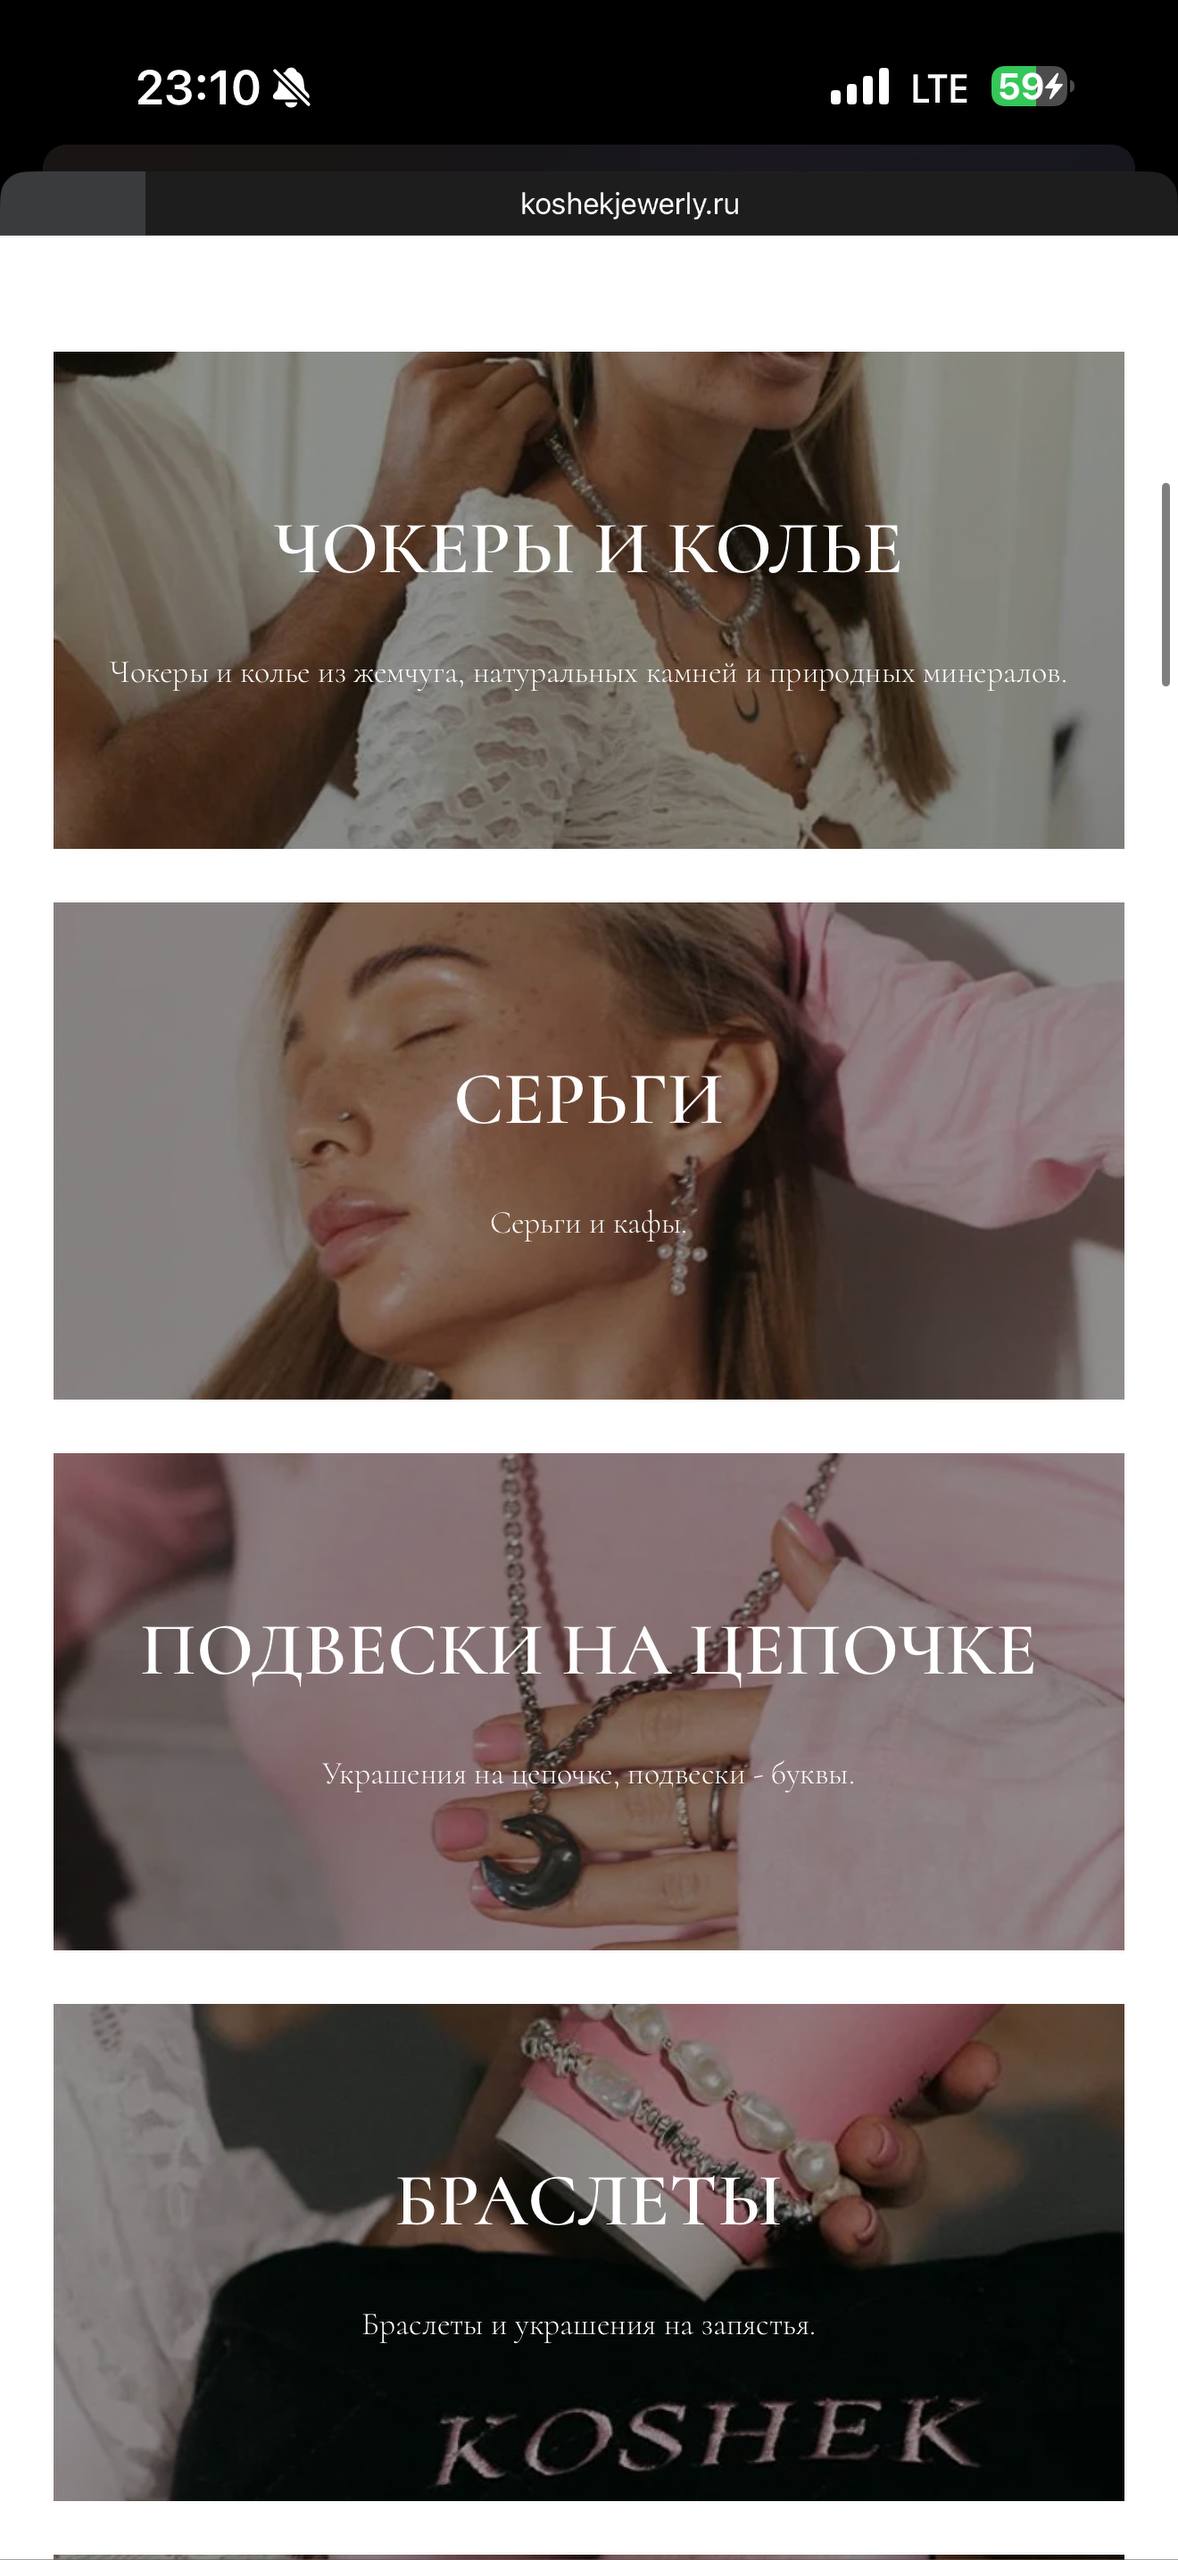 23:10
LTE
59
koshekjewerly.ru
ЧОКЕРЫ И КОЛЬЕ
Чокеры и колье из жемчуга, натуральных камней и природных минералов.
СЕРЬГИ
Серьги и кафы.
ПОДВЕСКИ НА ЦЕПОЧКЕ
Украшения на цепочке, подвески - буквы.
БРАСЛЕТЫ
Браслеты и украшения на запястья.
KOSHEK